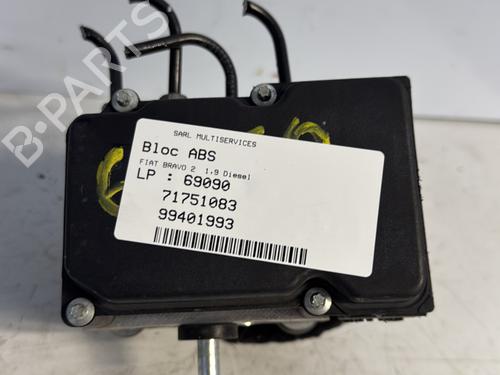 SARL MULTISERVICES
Bloc ABS
FIAT BRAVO 2 1,9 Diesel
LP : 69090
71751083
99401993
B-PARTS